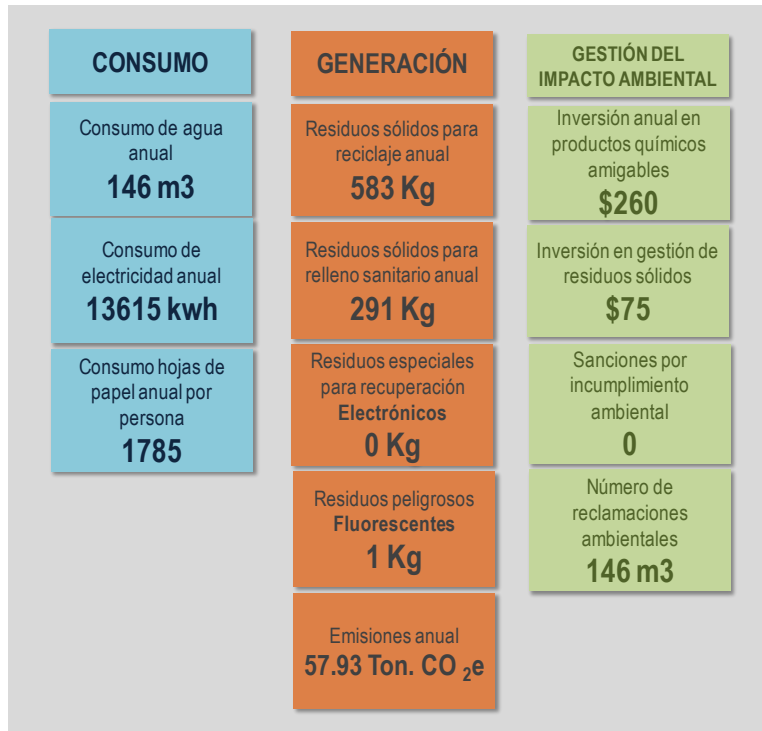 CONSUMO
Consumo de agua
anual
146 m3
Consumo de
electricidad anual
13615 kwh
Consumo hojas de
papel anual por
persona
1785
GENERACIÓN
Residuos sólidos para
reciclaje anual
583 Kg
Residuos sólidos para
relleno sanitario anual
291 Kg
Residuos especiales
para recuperación
Electrónicos
0 Kg
Residuos peligrosos
Fluorescentes
1 Kg
Emisiones anual
57.93 Ton. CO ₂e
GESTIÓN DEL
IMPACTO AMBIENTAL
Inversión anual en
productos químicos
amigables
$260
Inversión en gestión de
residuos sólidos
$75
Sanciones por
incumplimiento
ambiental
0
Número de
reclamaciones
ambientales
146 m3